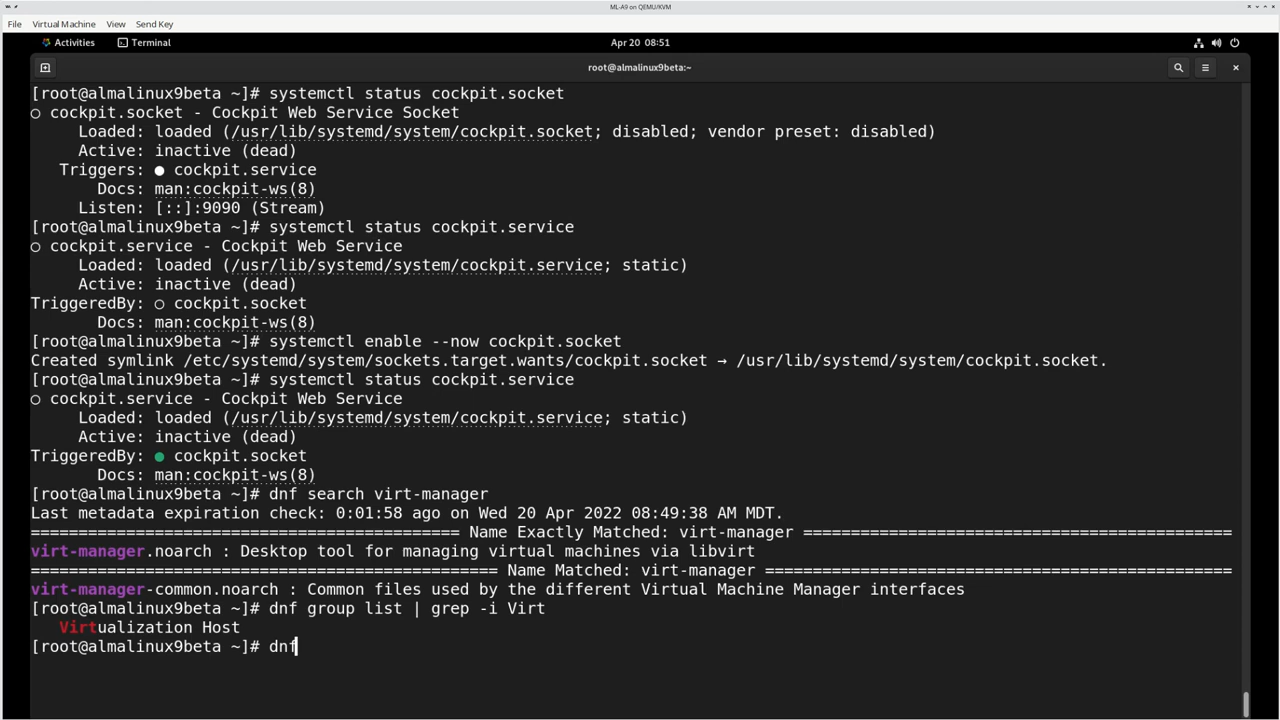 ML-A9 on QEMU/KVM
File Virtual Machine View Send Key
Activities Terminal Apr 20 08:51
root@almalinux9beta:~
[root@almalinux9beta ~]# systemctl status cockpit.socket
○ cockpit.socket - Cockpit Web Service Socket
Loaded: loaded (/usr/lib/systemd/system/cockpit.socket; disabled; vendor preset: disabled)
Active: inactive (dead)
Triggers: ● cockpit.service
Docs: man:cockpit-ws(8)
Listen: [::]:9090 (Stream)
[root@almalinux9beta ~]# systemctl status cockpit.service
○ cockpit.service - Cockpit Web Service
Loaded: loaded (/usr/lib/systemd/system/cockpit.service; static)
Active: inactive (dead)
TriggeredBy: ○ cockpit.socket
Docs: man:cockpit-ws(8)
[root@almalinux9beta ~]# systemctl enable --now cockpit.socket
Created symlink /etc/systemd/system/sockets.target.wants/cockpit.socket → /usr/lib/systemd/system/cockpit.socket.
[root@almalinux9beta ~]# systemctl status cockpit.service
○ cockpit.service - Cockpit Web Service
Loaded: loaded (/usr/lib/systemd/system/cockpit.service; static)
Active: inactive (dead)
TriggeredBy: ● cockpit.socket
Docs: man:cockpit-ws(8)
[root@almalinux9beta ~]# dnf search virt-manager
Last metadata expiration check: 0:01:58 ago on Wed 20 Apr 2022 08:49:38 AM MDT.
============================================= Name Exactly Matched: virt-manager =============================================
virt-manager.noarch : Desktop tool for managing virtual machines via libvirt
================================================= Name Matched: virt-manager =================================================
virt-manager-common.noarch : Common files used by the different Virtual Machine Manager interfaces
[root@almalinux9beta ~]# dnf group list | grep -i Virt
Virtualization Host
[root@almalinux9beta ~]# dnf